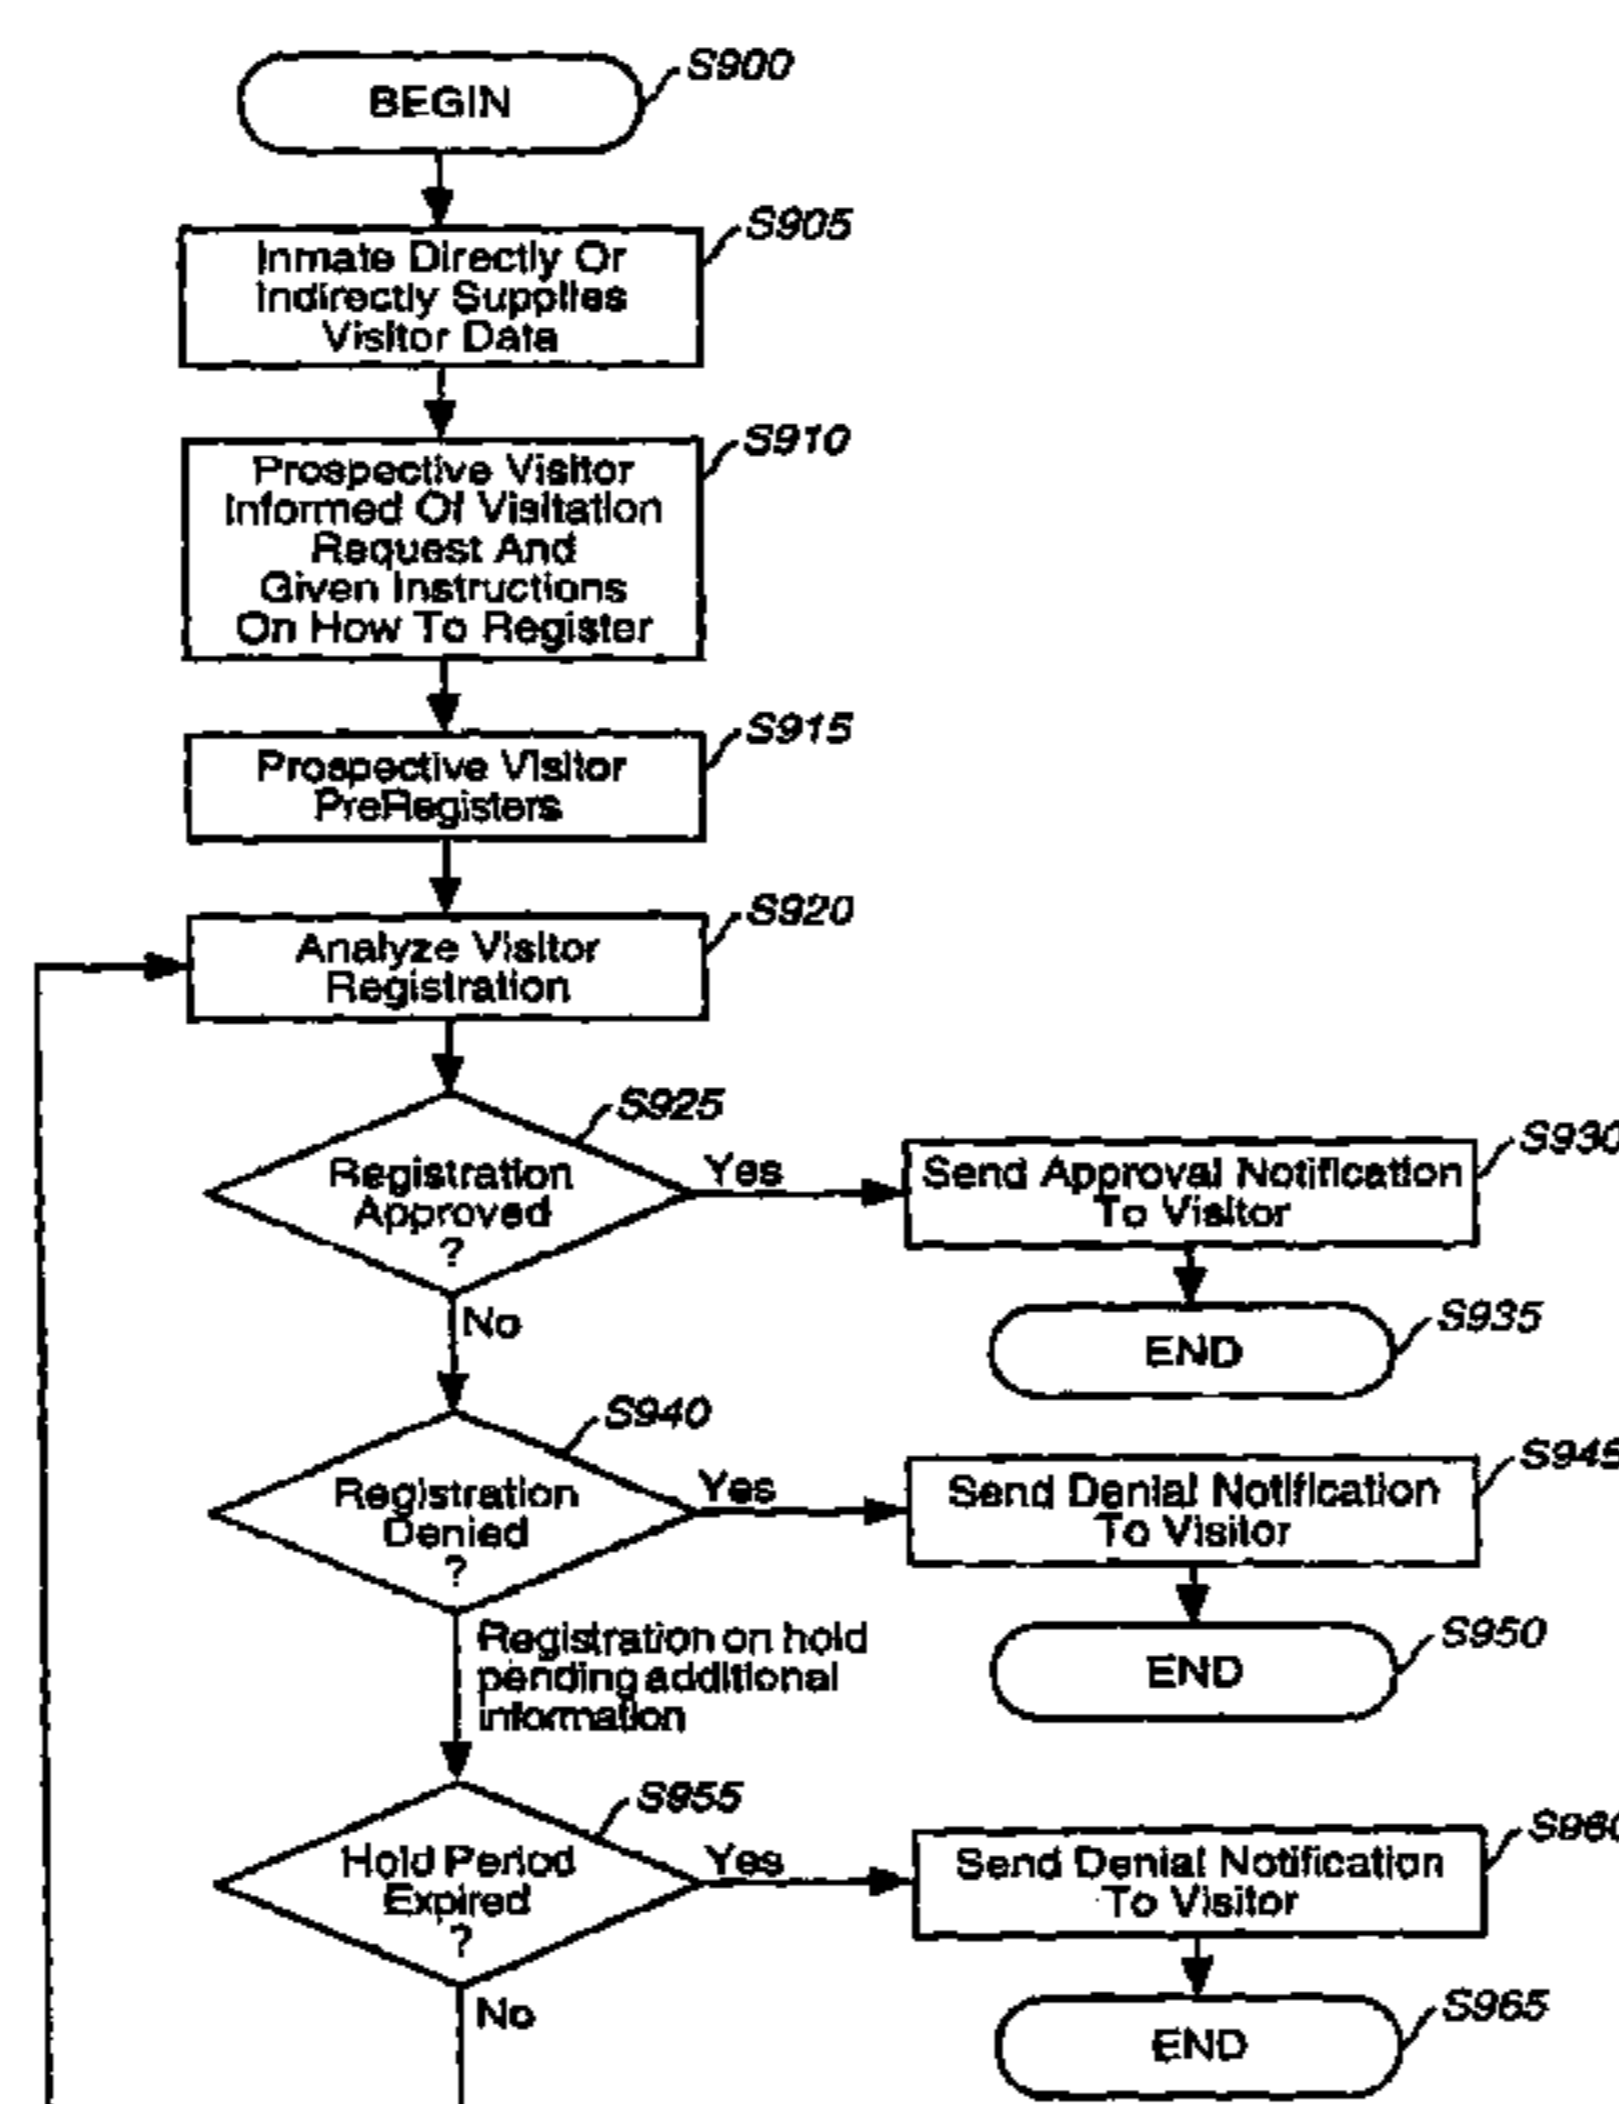 BEGIN
S900
Inmate Directly Or
Indirectly Supplies
Visitor Data
S905
Prospective Visitor
Informed Of Visitation
Request And
Given Instructions
On How To Register
S910
Prospective Visitor
PreRegisters
S915
Analyze Visitor
Registration
S920
Registration
Approved
?
S925
Yes
Send Approval Notification
To Visitor
S930
END
S935
No
Registration
Denied
?
S940
Yes
Send Denial Notification
To Visitor
S945
END
S950
Registration on hold
pending additional
information
Hold Period
Expired
?
S955
Yes
Send Denial Notification
To Visitor
S960
END
S965
No